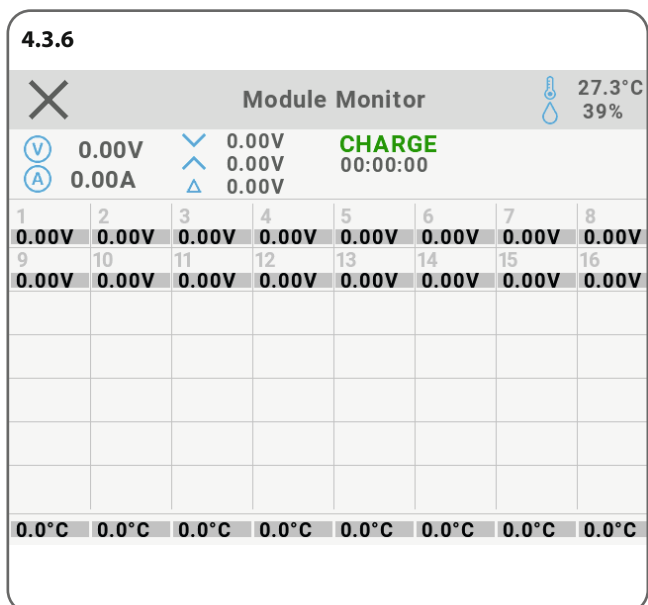 4.3.6
Module Monitor
27.3°C
39%
V 0.00V
A 0.00A
0.00V
0.00V
0.00V
CHARGE
00:00:00
1 2 3 4 5 6 7 8
0.00V 0.00V 0.00V 0.00V 0.00V 0.00V 0.00V 0.00V
9 10 11 12 13 14 15 16
0.00V 0.00V 0.00V 0.00V 0.00V 0.00V 0.00V 0.00V
0.0°C 0.0°C 0.0°C 0.0°C 0.0°C 0.0°C 0.0°C 0.0°C